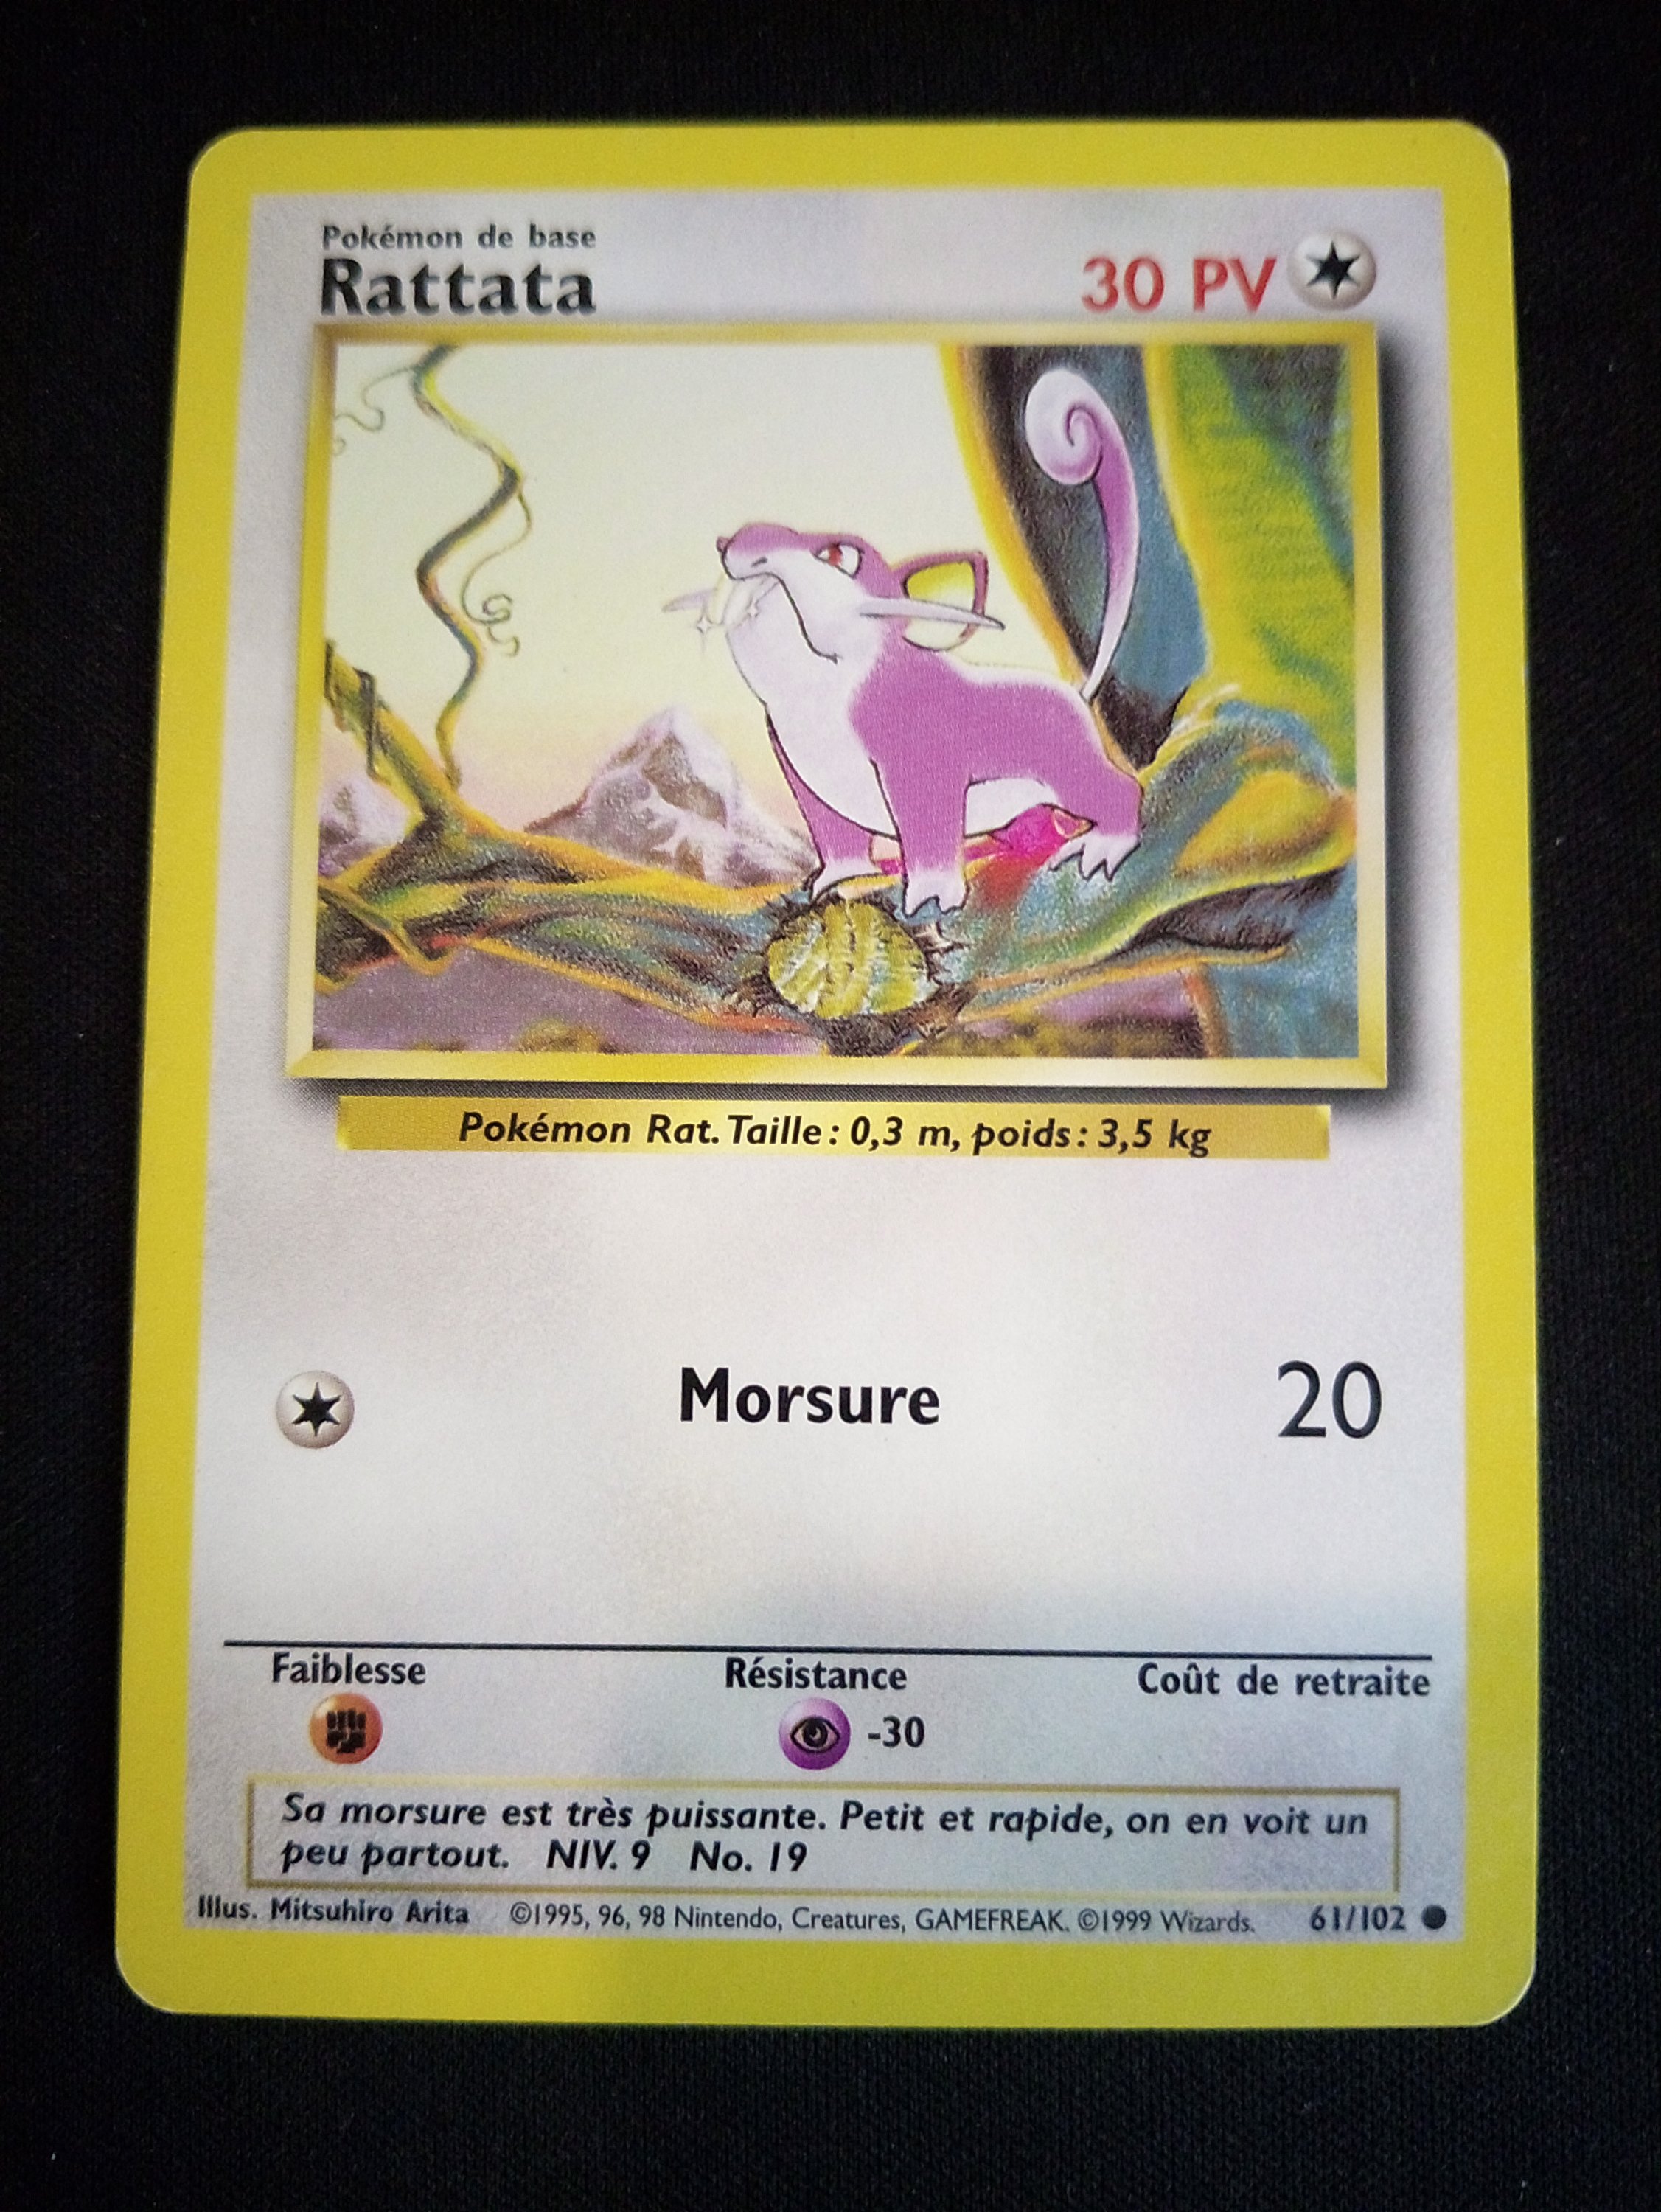 Pokémon de base
Rattata
30 PV
Pokémon Rat. Taille : 0,3 m, poids : 3,5 kg
Morsure 20
Faiblesse Résistance Coût de retraite
-30
Sa morsure est très puissante. Petit et rapide, on en voit un
peu partout. NIV. 9 No. 19
Illus. Mitsuhiro Arita ©1995, 96, 98 Nintendo, Creatures, GAMEFREAK. ©1999 Wizards. 61/102